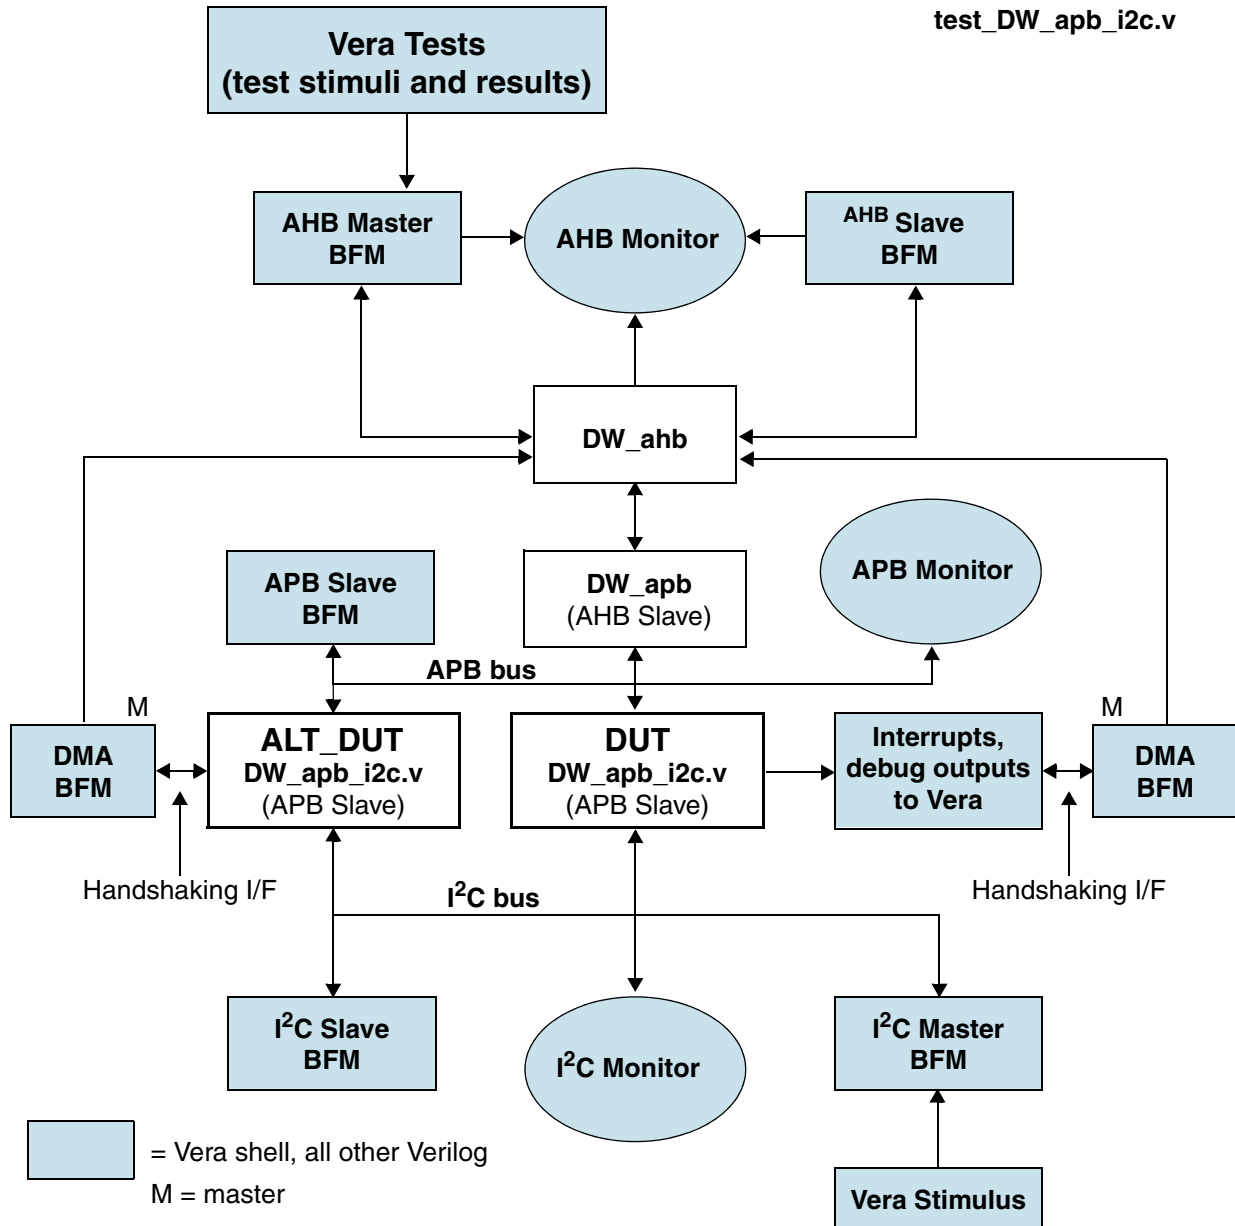 test_DW_apb_i2c.v
Vera Tests
(test stimuli and results)
AHB Master
BFM
AHB Monitor
AHB Slave
BFM
DW_ahb
APB Slave
BFM
DW_apb
(AHB Slave)
APB Monitor
APB bus
M
M
DMA
BFM
ALT_DUT
DW_apb_i2c.v
(APB Slave)
DUT
DW_apb_i2c.v
(APB Slave)
Interrupts,
debug outputs
to Vera
DMA
BFM
Handshaking I/F
Handshaking I/F
I²C bus
I²C Slave
BFM
I²C Monitor
I²C Master
BFM
= Vera shell, all other Verilog
M = master
Vera Stimulus